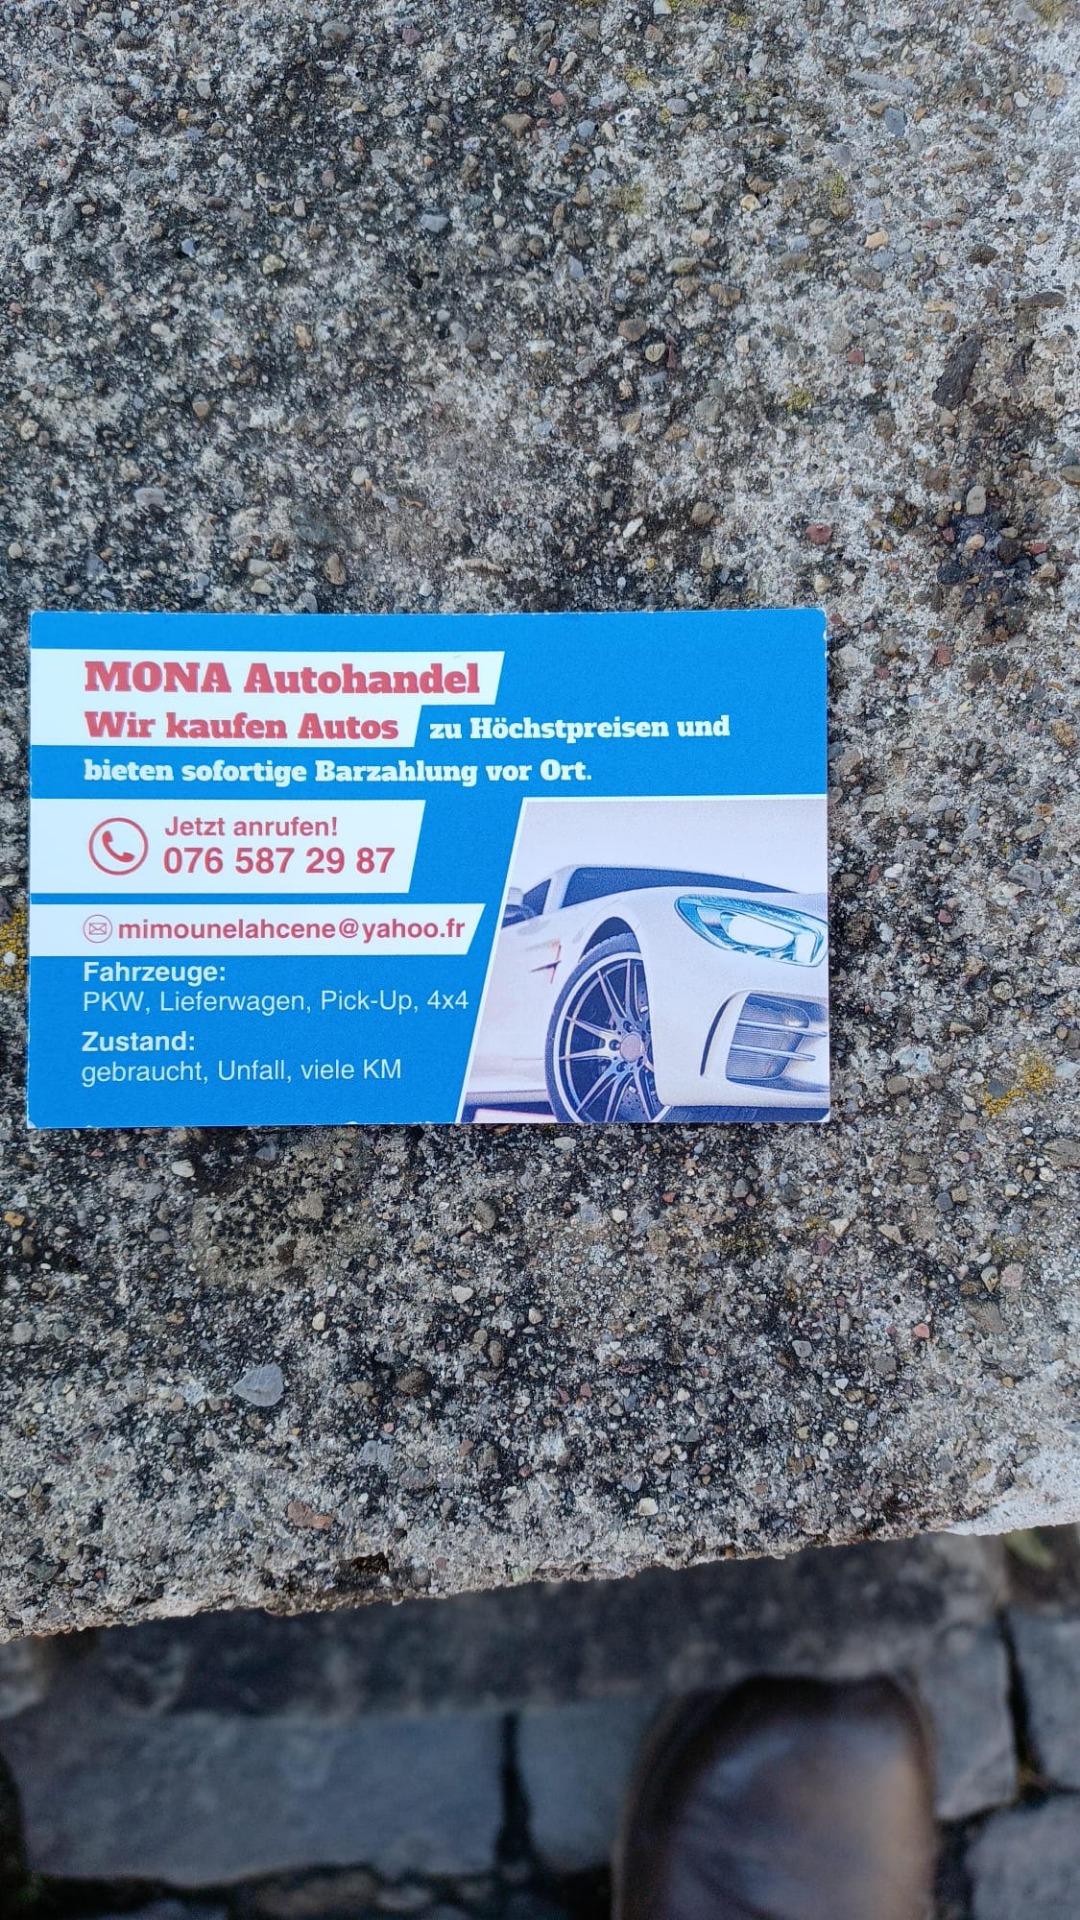 MONA Autohandel
Wir kaufen Autos zu Höchstpreisen und
bieten sofortige Barzahlung vor Ort.
Jetzt anrufen!
076 587 29 87
mimounelahcene@yahoo.fr
Fahrzeuge:
PKW, Lieferwagen, Pick-Up, 4x4
Zustand:
gebraucht, Unfall, viele KM